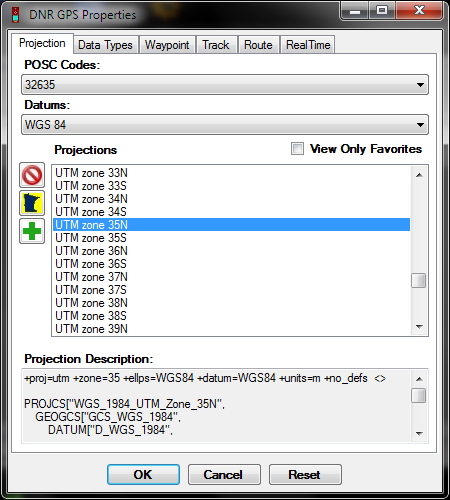 DNR GPS Properties
Projection Data Types Waypoint Track Route RealTime
POSC Codes:
32635
Datums:
WGS 84
Projections View Only Favorites
UTM zone 33N
UTM zone 33S
UTM zone 34N
UTM zone 34S
UTM zone 35N
UTM zone 35S
UTM zone 36N
UTM zone 36S
UTM zone 37N
UTM zone 37S
UTM zone 38N
UTM zone 38S
UTM zone 39N
Projection Description:
+proj=utm +zone=35 +ellps=WGS84 +datum=WGS84 +units=m +no_defs <>
PROJCS["WGS_1984_UTM_Zone_35N",
GEOGCS["GCS_WGS_1984",
DATUM["D_WGS_1984",
OK Cancel Reset